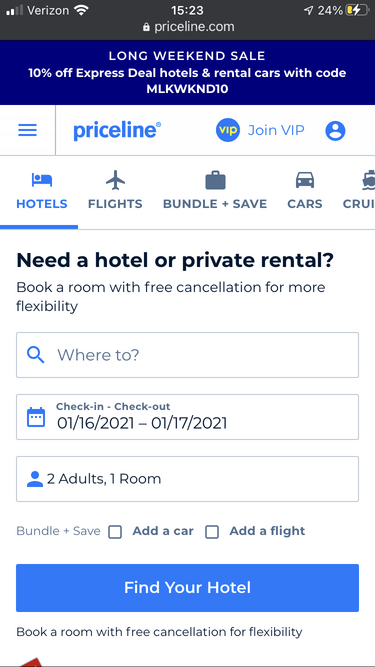 Verizon 15:23 24%
priceline.com
LONG WEEKEND SALE
10% off Express Deal hotels & rental cars with code
MLKWKND10
priceline® VIP Join VIP
HOTELS FLIGHTS BUNDLE + SAVE CARS CRUI
Need a hotel or private rental?
Book a room with free cancellation for more
flexibility
Where to?
Check-in - Check-out
01/16/2021 – 01/17/2021
2 Adults, 1 Room
Bundle + Save Add a car Add a flight
Find Your Hotel
Book a room with free cancellation for flexibility